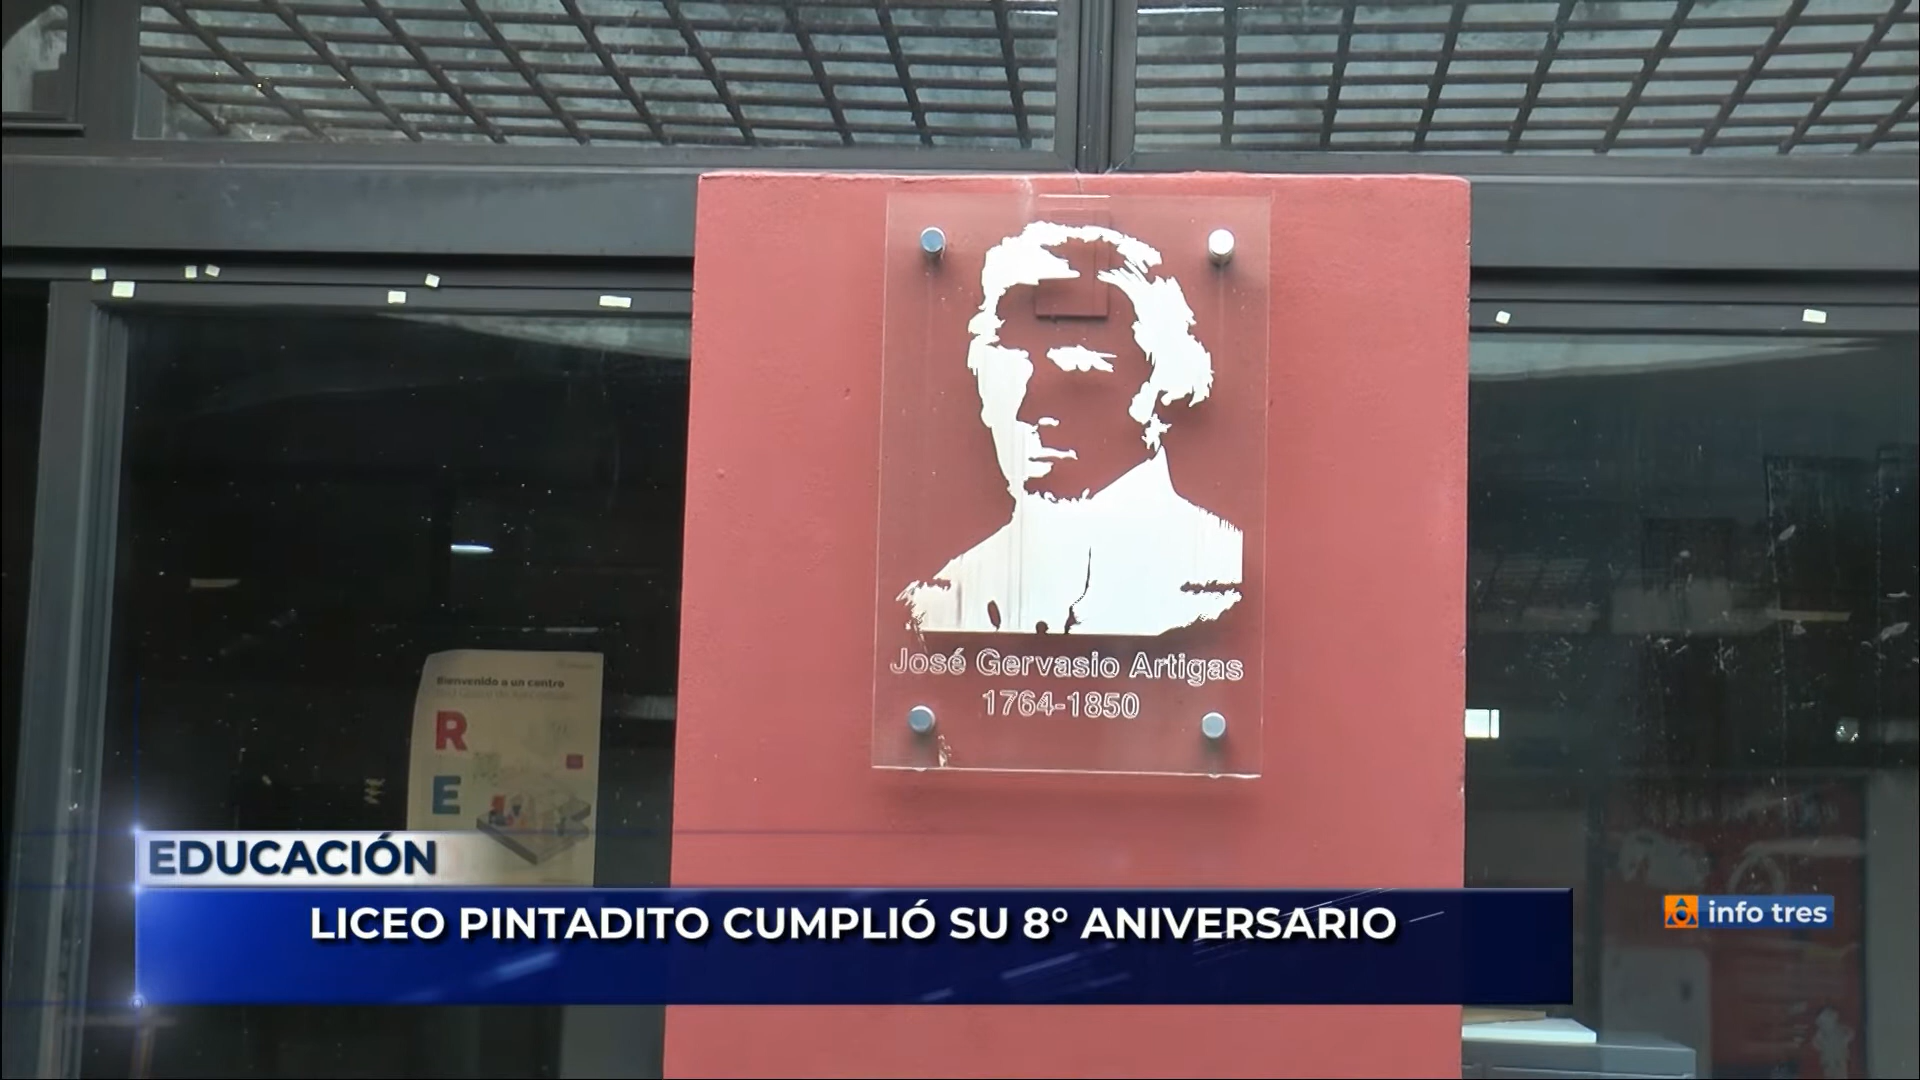 José Gervasio Artigas
1764-1850
Bienvenido a un centro
R
E
EDUCACIÓN
LICEO PINTADITO CUMPLIÓ SU 8° ANIVERSARIO
info tres